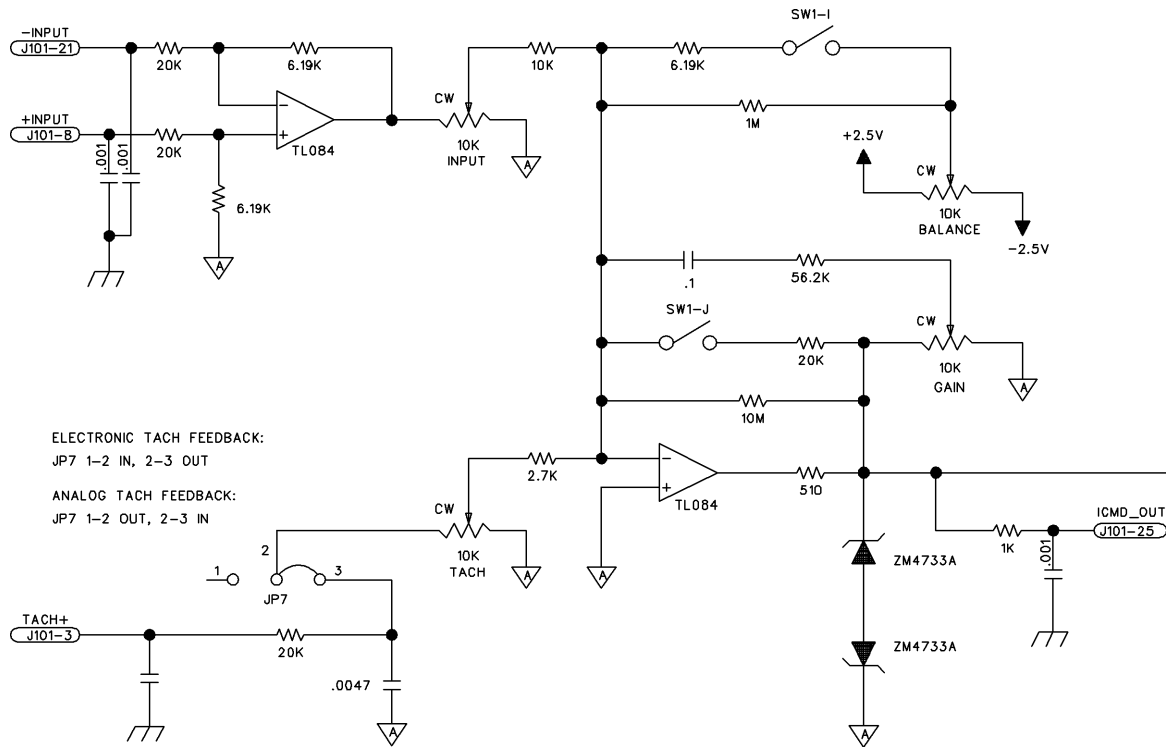 -INPUT
J101-21
20K
6.19K
+INPUT
J101-8
20K
.001
.001
6.19K
A
TL084
CW
10K
INPUT
A
10K
6.19K
SW1-I
1M
+2.5V
CW
10K
BALANCE
-2.5V
.1
56.2K
SW1-J
20K
CW
10K
GAIN
A
10M
ELECTRONIC TACH FEEDBACK:
JP7 1-2 IN, 2-3 OUT
ANALOG TACH FEEDBACK:
JP7 1-2 OUT, 2-3 IN
2.7K
TL084
510
CW
10K
TACH
A
A
1
2
3
JP7
TACH+
J101-3
20K
.0047
A
ZM4733A
ZM4733A
A
1K
.001
ICMD_OUT
J101-25